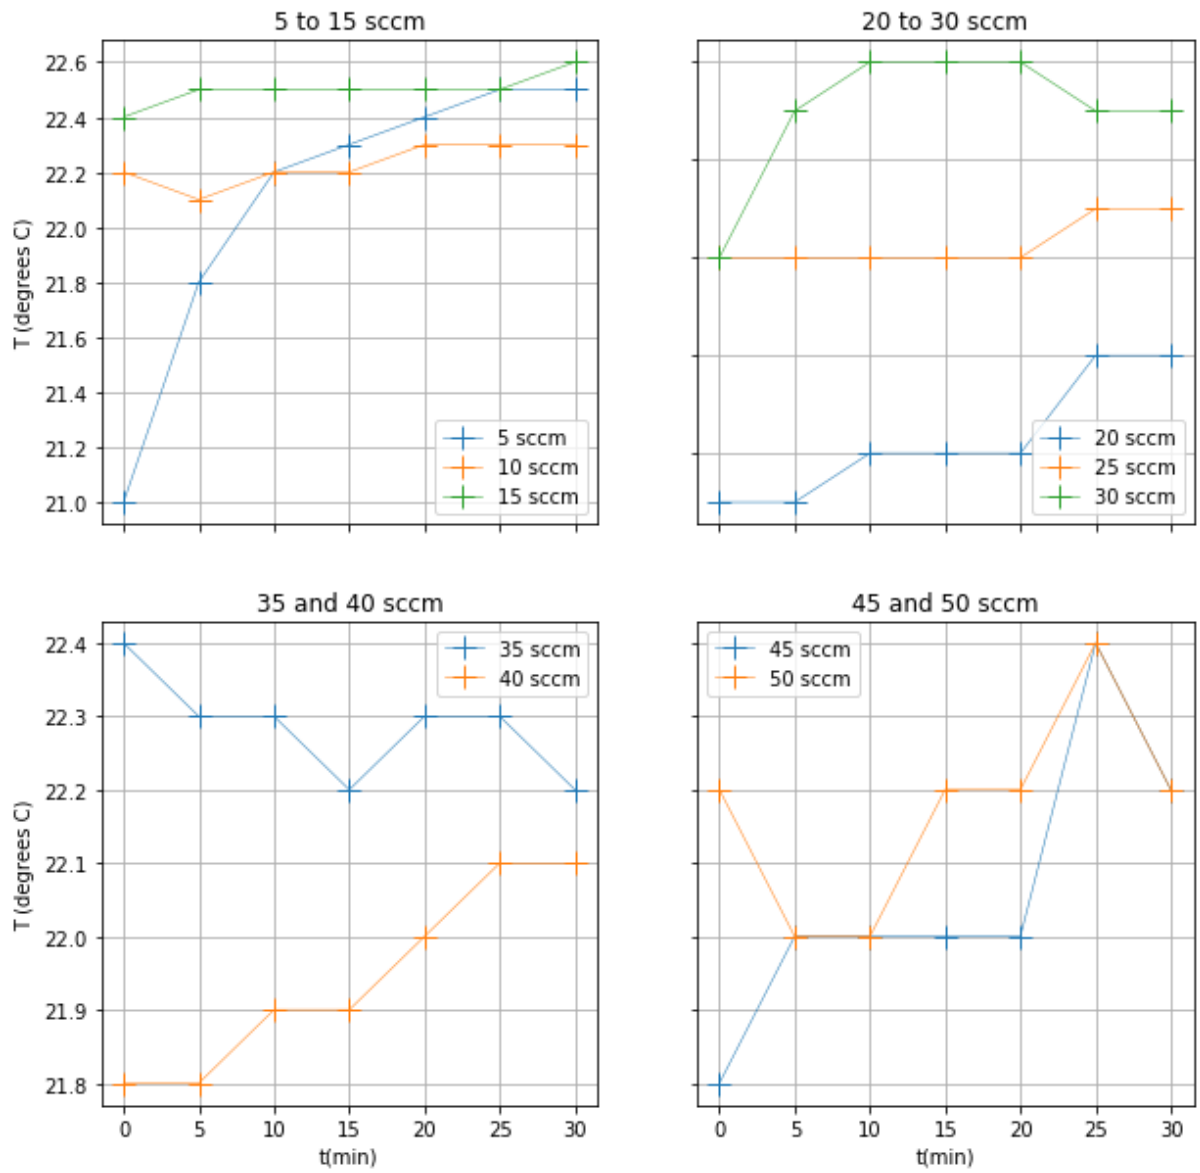 5 to 15 sccm
T (degrees C)
22.6
22.4
22.2
22.0
21.8
21.6
21.4
21.2
21.0
5 sccm
10 sccm
15 sccm
20 to 30 sccm
20 sccm
25 sccm
30 sccm
35 and 40 sccm
T (degrees C)
22.4
22.3
22.2
22.1
22.0
21.9
21.8
35 sccm
40 sccm
0 5 10 15 20 25 30
t(min)
45 and 50 sccm
45 sccm
50 sccm
0 5 10 15 20 25 30
t(min)